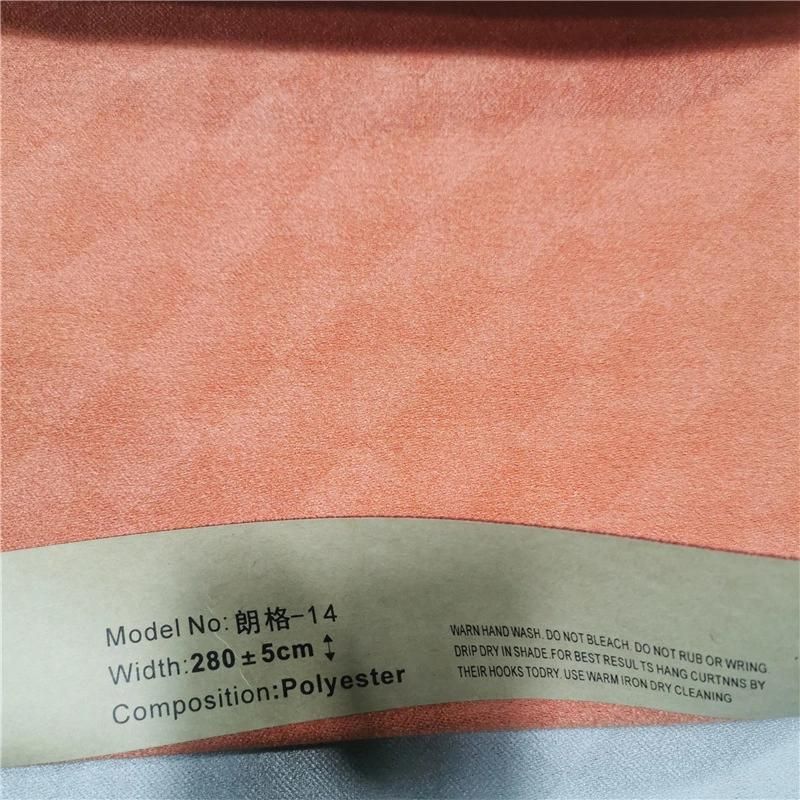 Model No: 朗格-14
Width:280±5cm ↕
Composition:Polyester
WARN HAND WASH. DO NOT BLEACH. DO NOT RUB OR WRING
DRIP DRY IN SHADE.FOR BEST RESULTS HANG CURTNNS BY
THEIR HOOKS TODRY. USE WARM IRON DRY CLEANING